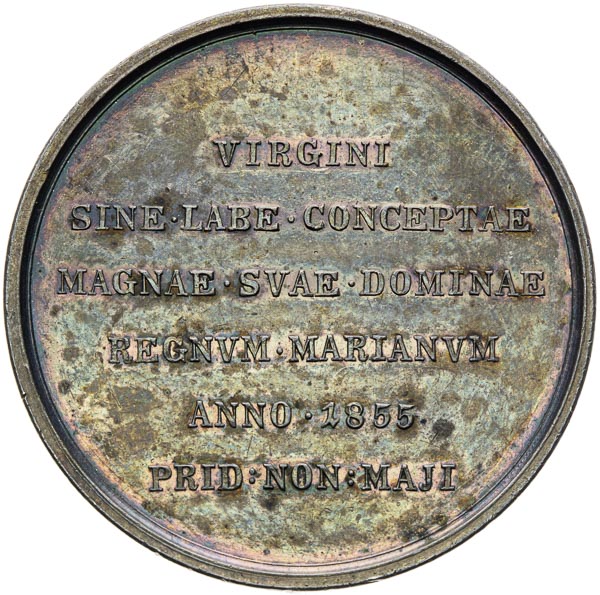 VIRGINI
SINE·LABE·CONCEPTAE
MAGNAE·SVAE·DOMINAE
REGNVM·MARIANVM
ANNO·1855.
PRID:NON:MAJI